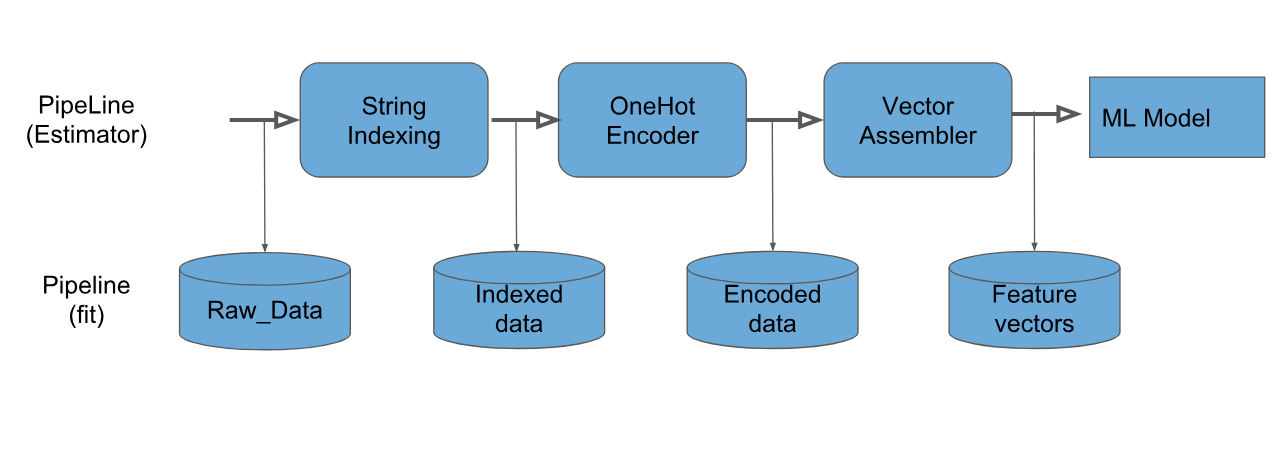 PipeLine
(Estimator)
String
Indexing
OneHot
Encoder
Vector
Assembler
ML Model
Pipeline
(fit)
Raw_Data
Indexed
data
Encoded
data
Feature
vectors